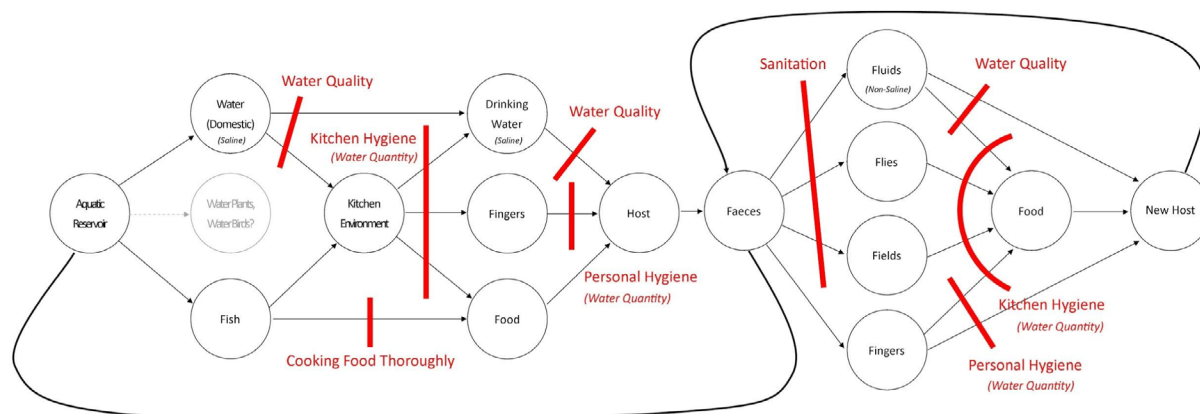 Water Quality
Water
(Domestic)
(Saline)
Drinking
Water
(Saline)
Kitchen Hygiene
(Water Quantity)
Water Quality
Aquatic
Reservoir
Water Plants,
Water Birds?
Kitchen
Environment
Fingers
Host
Fish
Food
Personal Hygiene
(Water Quantity)
Cooking Food Thoroughly
Sanitation
Fluids
(Non-Saline)
Water Quality
Faeces
Flies
Fields
Fingers
Food
New Host
Kitchen Hygiene
(Water Quantity)
Personal Hygiene
(Water Quantity)